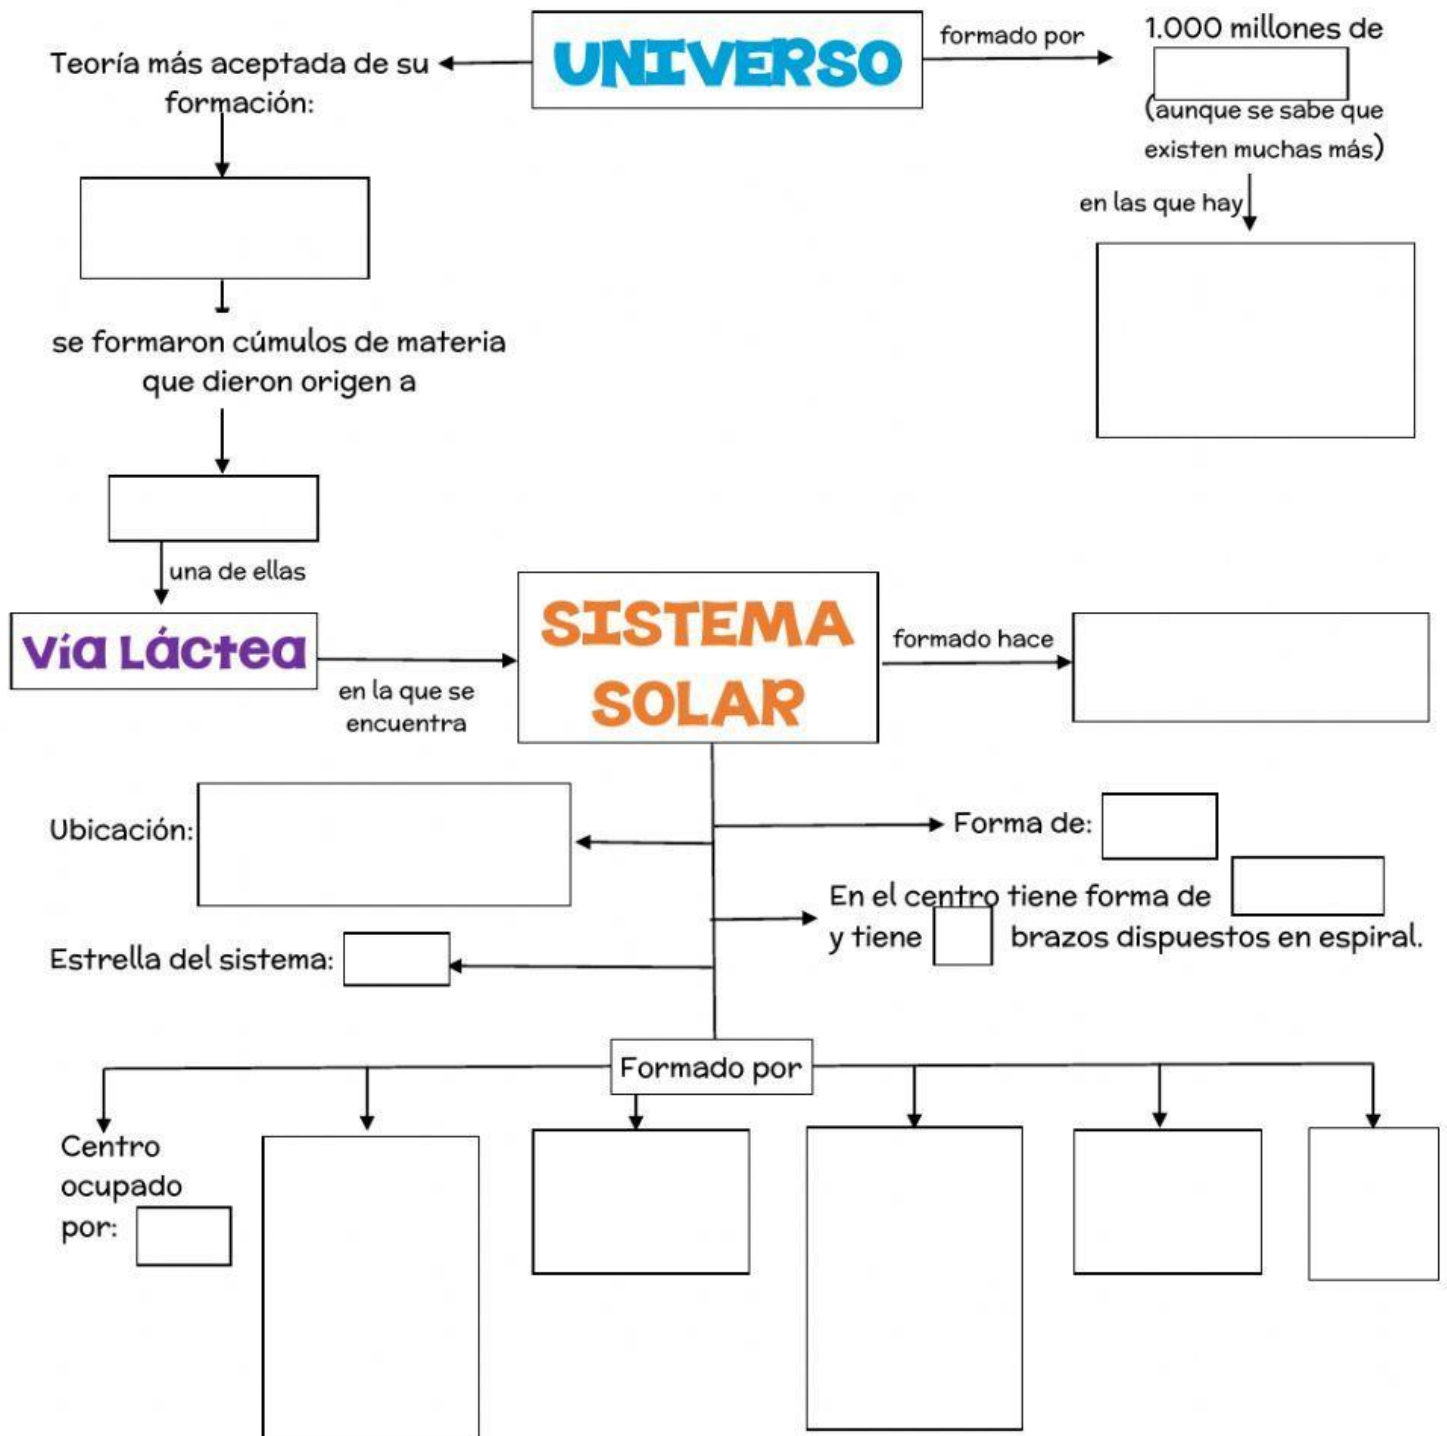 UNIVERSO
formado por
1.000 millones de
(aunque se sabe que
existen muchas más)
en las que hay
Teoría más aceptada de su
formación:
se formaron cúmulos de materia
que dieron origen a
una de ellas
Vía Láctea
en la que se
encuentra
SISTEMA
SOLAR
formado hace
Ubicación:
Forma de:
En el centro tiene forma de
y tiene brazos dispuestos en espiral.
Estrella del sistema:
Formado por
Centro
ocupado
por: